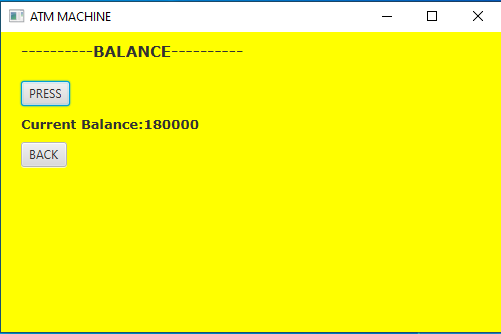 ATM MACHINE
----------BALANCE----------
PRESS
Current Balance:180000
BACK